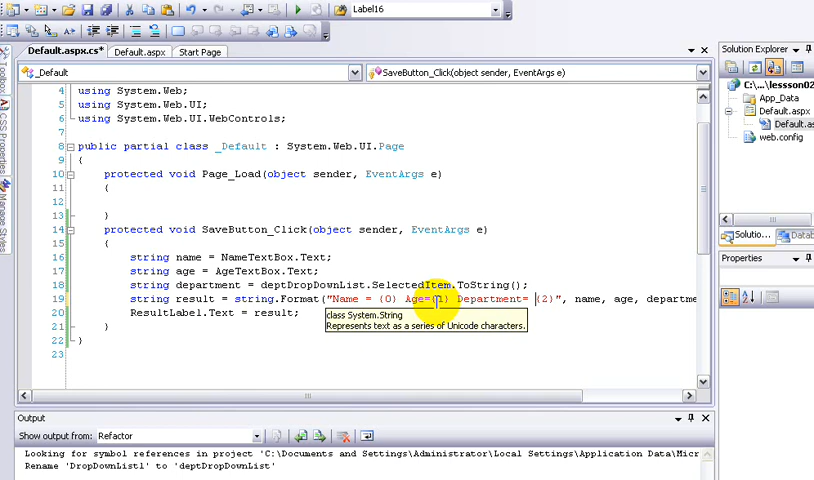 Label16
Default.aspx.cs* Default.aspx Start Page
_Default SaveButton_Click(object sender, EventArgs e)
4 using System.Web;
5 using System.Web.UI;
6 using System.Web.UI.WebControls;
7
8 public partial class _Default : System.Web.UI.Page
9 {
10 protected void Page_Load(object sender, EventArgs e)
11 {
12
13 }
14 protected void SaveButton_Click(object sender, EventArgs e)
15 {
16 string name = NameTextBox.Text;
17 string age = AgeTextBox.Text;
18 string department = deptDropDownList.SelectedItem.ToString();
19 string result = string.Format("Name = {0} Age={1} Department= {2}", name, age, departme
20 ResultLabel.Text = result;
21 }
22 }
23
class System.String
Represents text as a series of Unicode characters.
Output
Show output from: Refactor
Looking for symbol references in project 'C:\Documents and Settings\Administrator\Local Settings\Application Data\Micr
Rename 'DropDownList1' to 'deptDropDownList'
Toolbox
CSS Properties
Manage Styles
Solution Explorer
C:\...\lessson02
App_Data
Default.as
Default.as
web.config
Solutio... Datab
Properties